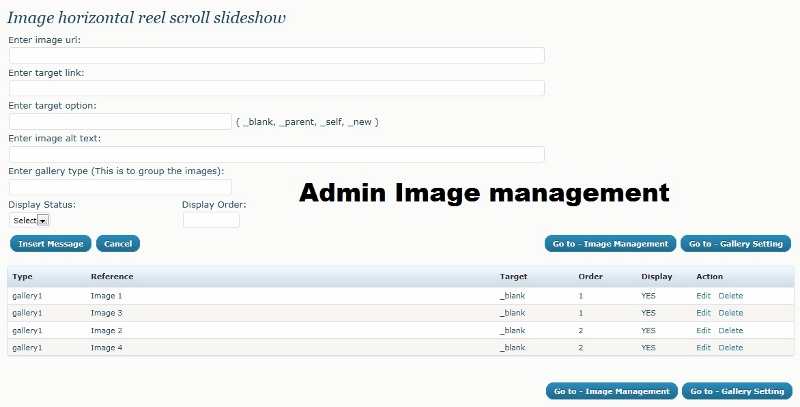 Image horizontal reel scroll slideshow
Enter image url:
Enter target link:
Enter target option:
( _blank, _parent, _self, _new )
Enter image alt text:
Enter gallery type (This is to group the images):
Admin Image management
Display Status: Display Order:
Select
Insert Message Cancel Go to - Image Management Go to - Gallery Setting
Type Reference Target Order Display Action
gallery1 Image 1 _blank 1 YES Edit Delete
gallery1 Image 3 _blank 1 YES Edit Delete
gallery1 Image 2 _blank 2 YES Edit Delete
gallery1 Image 4 _blank 2 YES Edit Delete
Go to - Image Management Go to - Gallery Setting